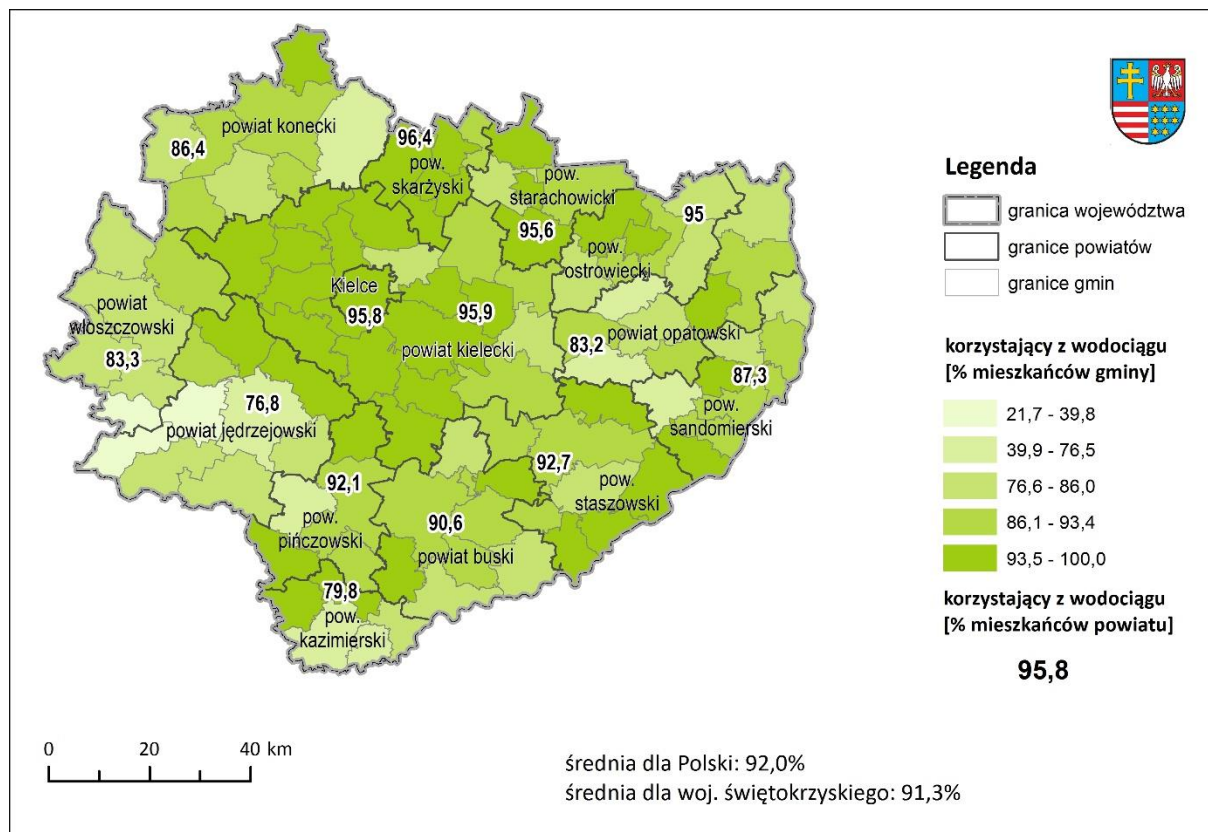 powiat konecki
86,4
96,4
pow.
skarżyski
pow.
starachowicki
95,6
95
pow.
ostrowiecki
Kielce
95,8
95,9
powiat kielecki
powiat
włoszczowski
83,3
83,2
powiat opatowski
87,3
pow.
sandomierski
76,8
powiat jędrzejowski
92,1
pow.
pińczowski
92,7
pow.
staszowski
90,6
powiat buski
79,8
pow.
kazimierski
Legenda
granica województwa
granice powiatów
granice gmin
korzystający z wodociągu
[% mieszkańców gminy]
21,7 - 39,8
39,9 - 76,5
76,6 - 86,0
86,1 - 93,4
93,5 - 100,0
korzystający z wodociągu
[% mieszkańców powiatu]
95,8
0 20 40 km
średnia dla Polski: 92,0%
średnia dla woj. świętokrzyskiego: 91,3%